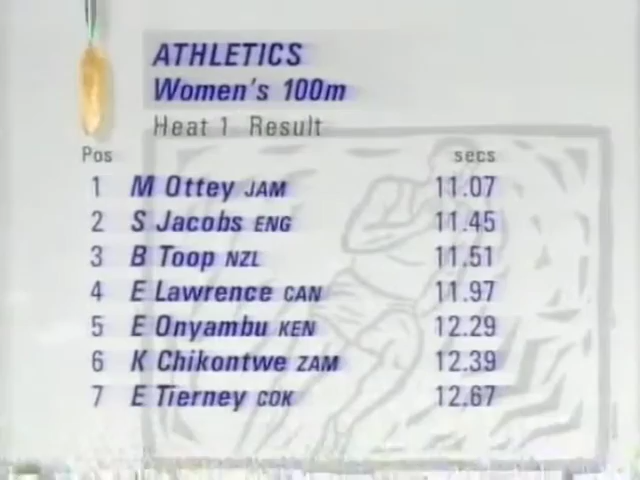 ATHLETICS
Women's 100m
Heat 1 Result
Pos secs
1 M Ottey JAM 11.07
2 S Jacobs ENG 11.45
3 B Toop NZL 11.51
4 E Lawrence CAN 11.97
5 E Onyambu KEN 12.29
6 K Chikontwe ZAM 12.39
7 E Tierney COK 12.67